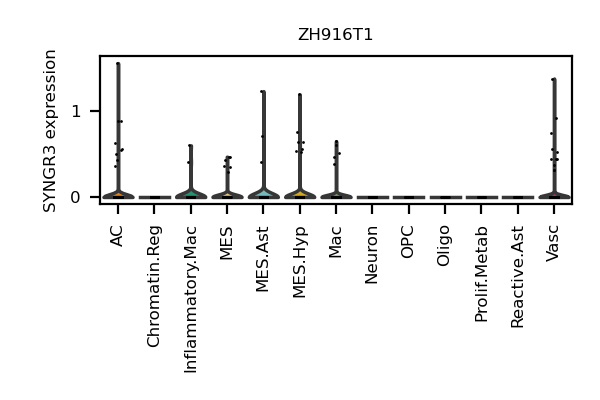 ZH916T1
SYNGR3 expression
1
0
AC
Chromatin.Reg
Inflammatory.Mac
MES
MES.Ast
MES.Hyp
Mac
Neuron
OPC
Oligo
Prolif.Metab
Reactive.Ast
Vasc